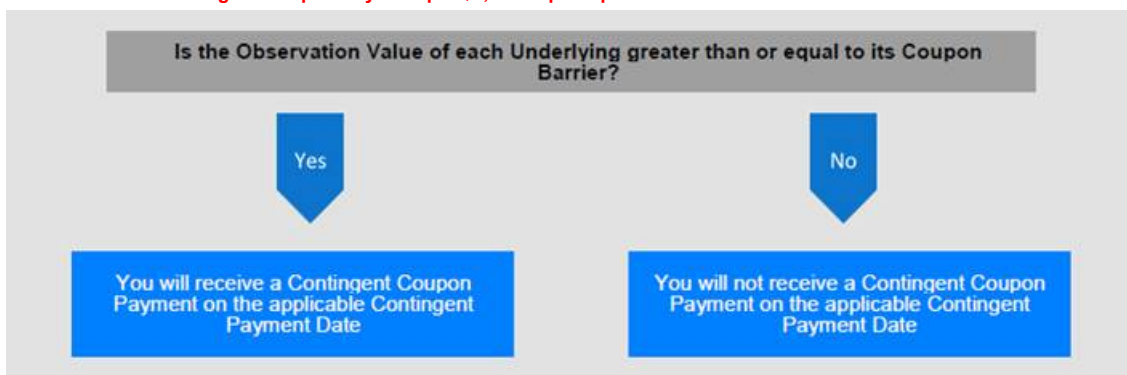 Is the Observation Value of each Underlying greater than or equal to its Coupon
Barrier?
Yes
No
You will receive a Contingent Coupon
Payment on the applicable Contingent
Payment Date
You will not receive a Contingent Coupon
Payment on the applicable Contingent
Payment Date